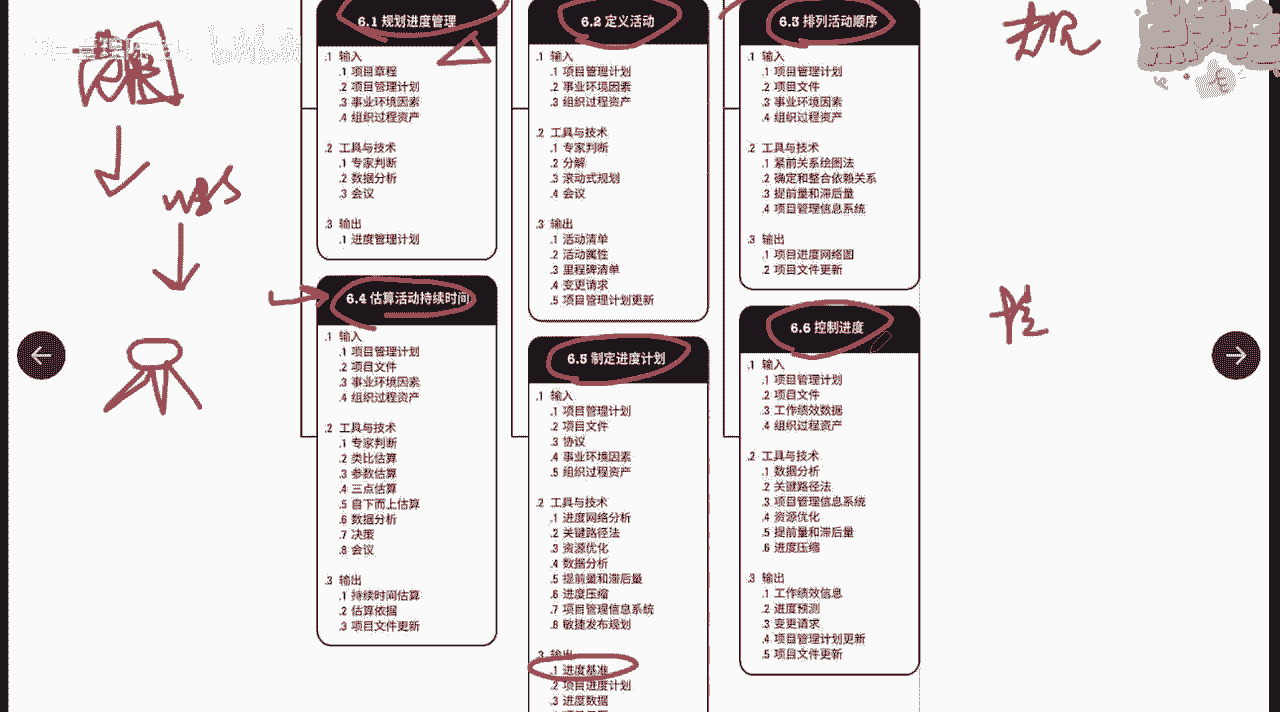 6.1 规划进度管理
.1 输入
.1 项目章程
.2 项目管理计划
.3 事业环境因素
.4 组织过程资产
.2 工具与技术
.1 专家判断
.2 数据分析
.3 会议
.3 输出
.1 进度管理计划
6.2 定义活动
.1 输入
.1 项目管理计划
.2 事业环境因素
.3 组织过程资产
.2 工具与技术
.1 专家判断
.2 分解
.3 滚动式规划
.4 会议
.3 输出
.1 活动清单
.2 活动属性
.3 里程碑清单
.4 变更请求
.5 项目管理计划更新
6.3 排列活动顺序
.1 输入
.1 项目管理计划
.2 项目文件
.3 事业环境因素
.4 组织过程资产
.2 工具与技术
.1 紧前关系绘图法
.2 确定和整合依赖关系
.3 提前量和滞后量
.4 项目管理信息系统
.3 输出
.1 项目进度网络图
.2 项目文件更新
6.4 估算活动持续时间
.1 输入
.1 项目管理计划
.2 项目文件
.3 事业环境因素
.4 组织过程资产
.2 工具与技术
.1 专家判断
.2 类比估算
.3 参数估算
.4 三点估算
.5 自下而上估算
.6 数据分析
.7 决策
.8 会议
.3 输出
.1 持续时间估算
.2 估算依据
.3 项目文件更新
6.5 制定进度计划
.1 输入
.1 项目管理计划
.2 项目文件
.3 协议
.4 事业环境因素
.5 组织过程资产
.2 工具与技术
.1 进度网络分析
.2 关键路径法
.3 资源优化
.4 数据分析
.5 提前量和滞后量
.6 进度压缩
.7 项目管理信息系统
.8 敏捷发布规划
.3 输出
.1 进度基准
.2 项目进度计划
.3 进度数据
6.6 控制进度
.1 输入
.1 项目管理计划
.2 项目文件
.3 工作绩效数据
.4 组织过程资产
.2 工具与技术
.1 数据分析
.2 关键路径法
.3 项目管理信息系统
.4 资源优化
.5 提前量和滞后量
.6 进度压缩
.3 输出
.1 工作绩效信息
.2 进度预测
.3 变更请求
.4 项目管理计划更新
.5 项目文件更新
WBS